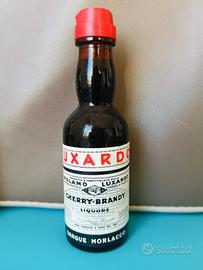 LUXARDO
GIROLAMO LUXARDO
CHERRY-BRANDY
LIQUORE
SANGUE MORLACCO
subito